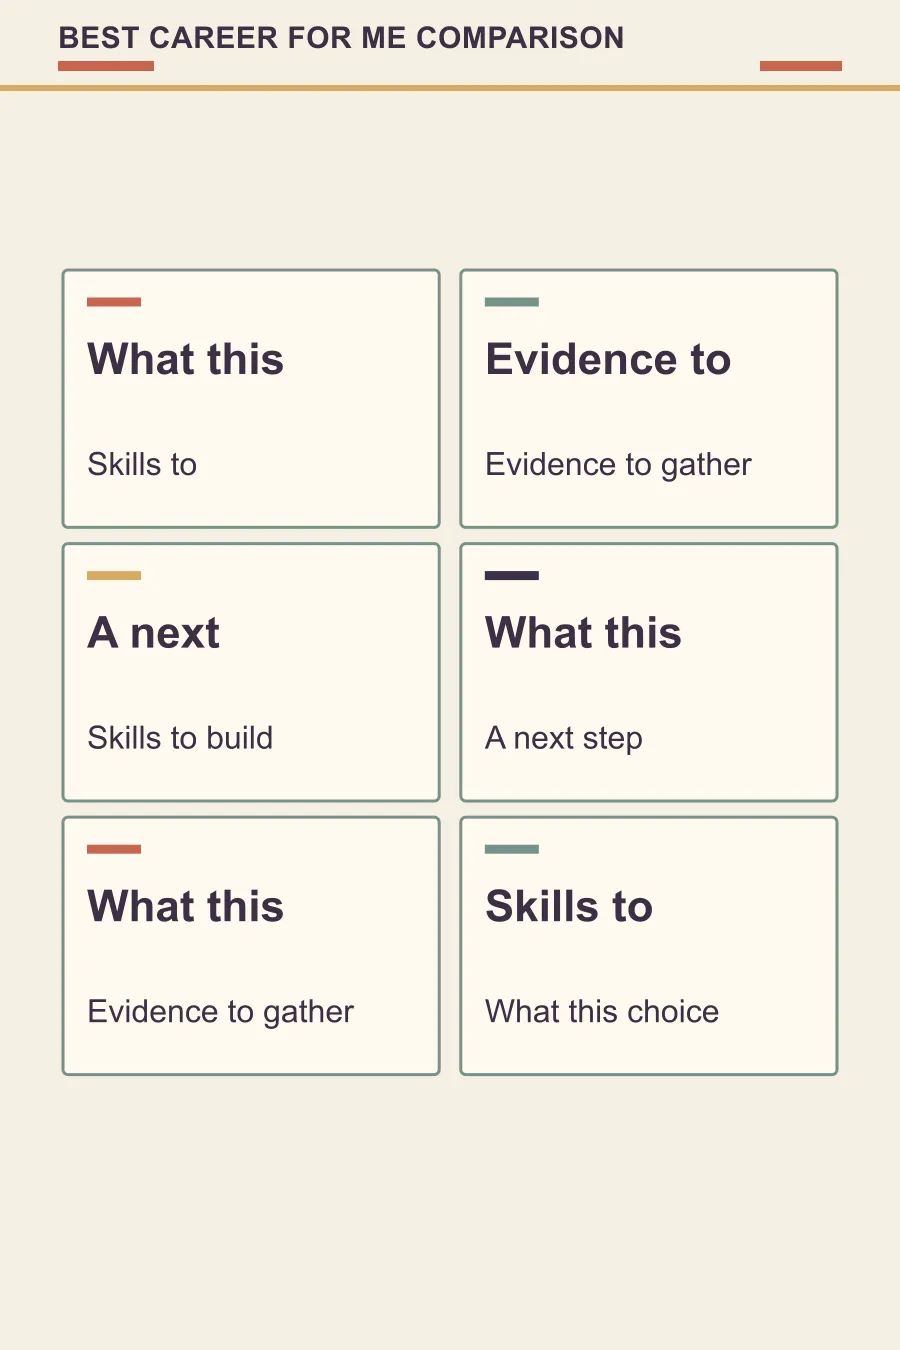 BEST CAREER FOR ME COMPARISON
What this
Skills to
Evidence to
Evidence to gather
A next
Skills to build
What this
A next step
What this
Evidence to gather
Skills to
What this choice